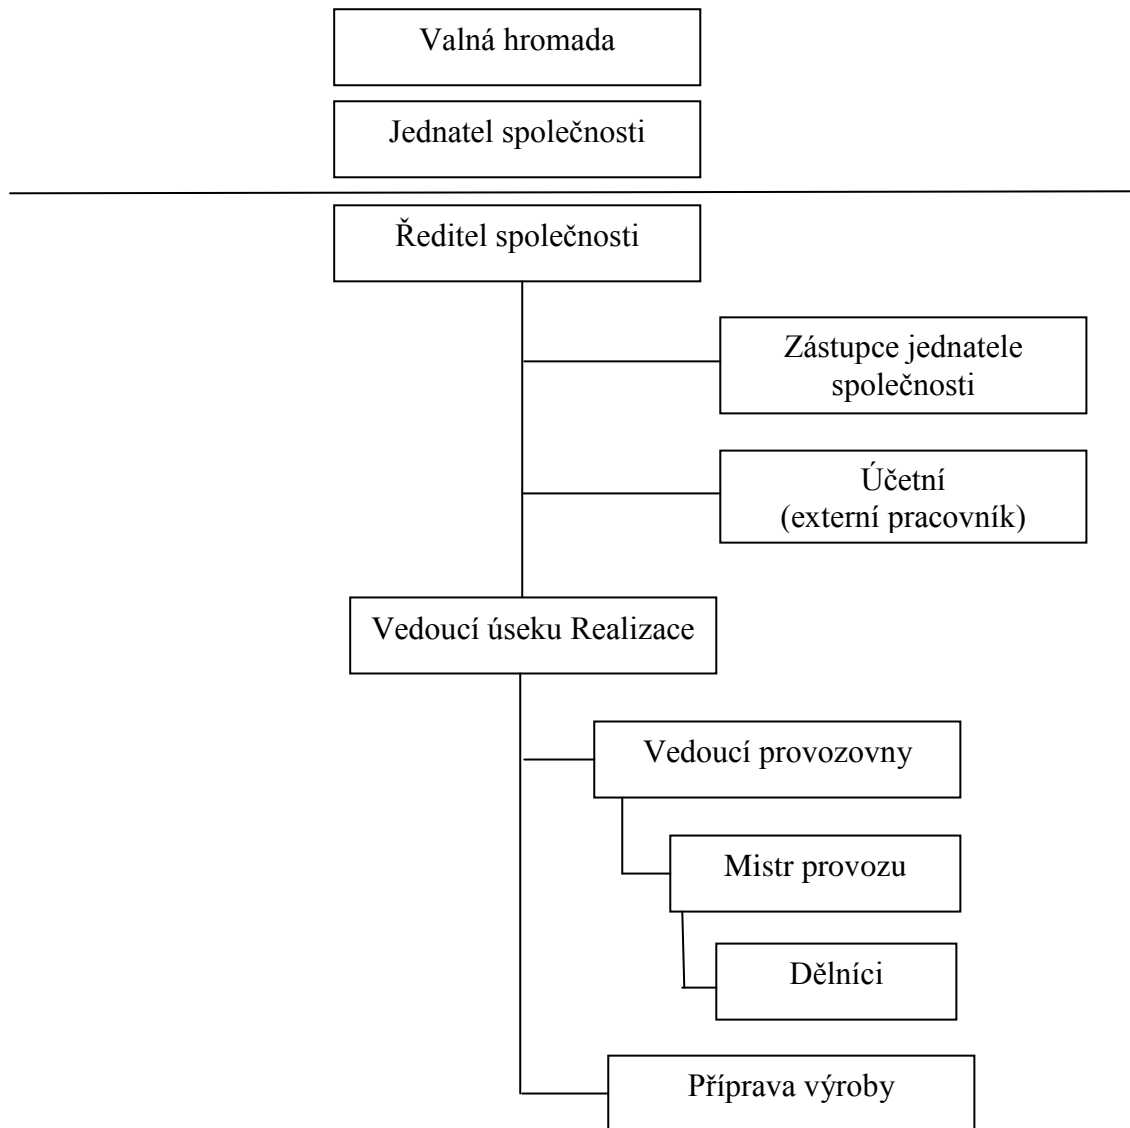 Valná hromada
Jednatel společnosti
Ředitel společnosti
Zástupce jednatele
společnosti
Účetní
(externí pracovník)
Vedoucí úseku Realizace
Vedoucí provozovny
Mistr provozu
Dělníci
Příprava výroby